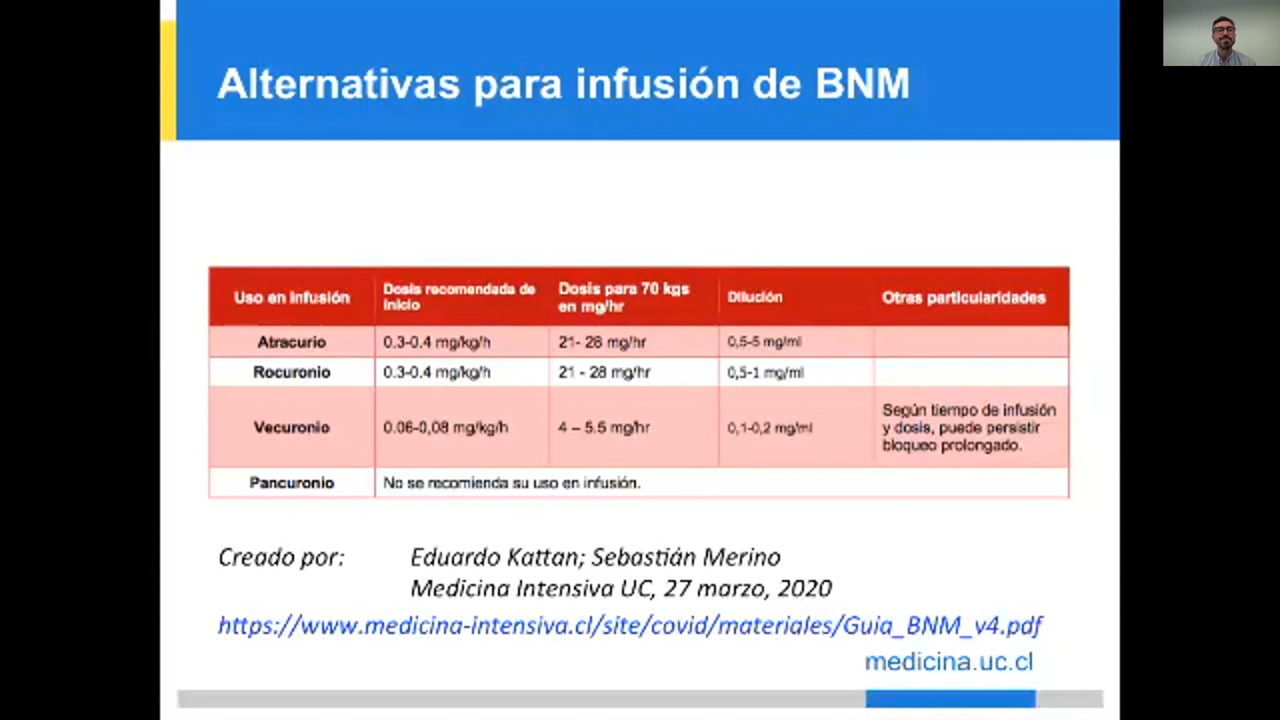 Alternativas para infusión de BNM
Uso en infusión
Dosis recomendada de
inicio
Dosis para 70 kgs
en mg/hr
Dilución
Otras particularidades
Atracurio
0.3-0.4 mg/kg/h
21- 28 mg/hr
0,5-5 mg/ml
Rocuronio
0.3-0.4 mg/kg/h
21 - 28 mg/hr
0,5-1 mg/ml
Vecuronio
0.06-0,08 mg/kg/h
4 – 5.5 mg/hr
0,1-0,2 mg/ml
Según tiempo de infusión
y dosis, puede persistir
bloqueo prolongado.
Pancuronio
No se recomienda su uso en infusión.
Creado por: Eduardo Kattan; Sebastián Merino
Medicina Intensiva UC, 27 marzo, 2020
https://www.medicina-intensiva.cl/site/covid/materiales/Guia_BNM_v4.pdf
medicina.uc.cl